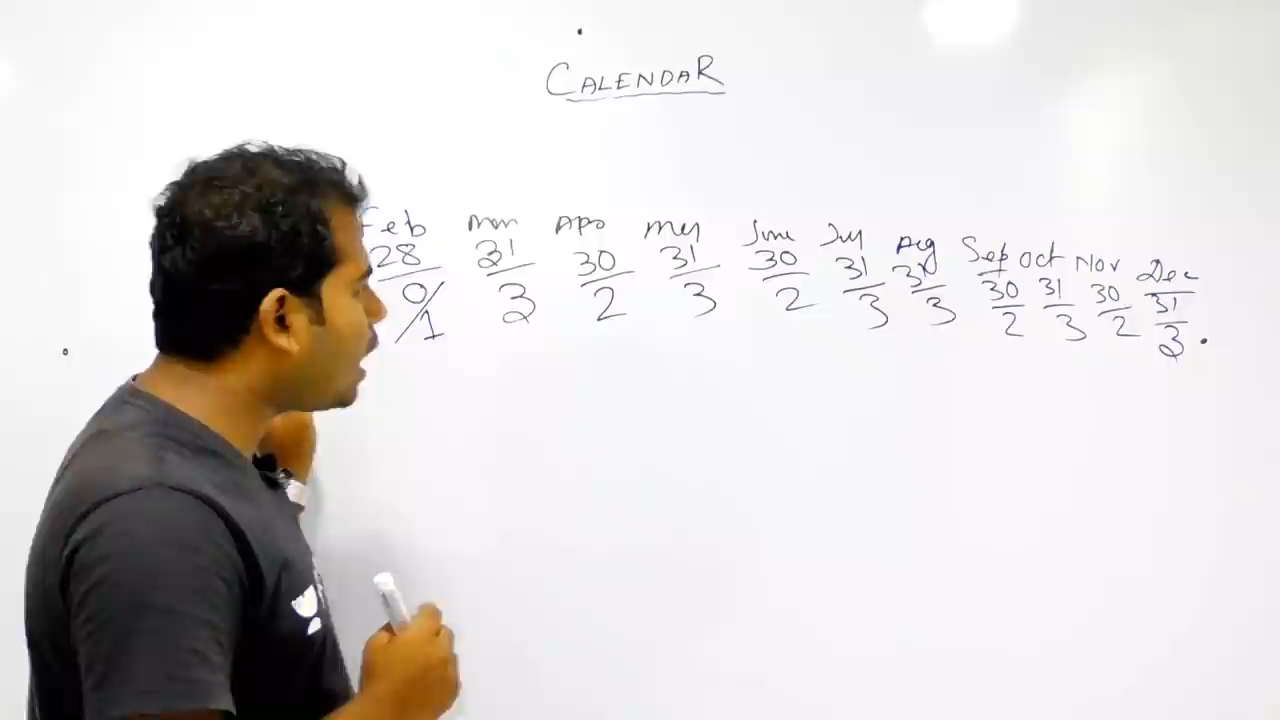 CALENDAR
Feb Mar Apr May June July Aug Sep Oct Nov Dec
28 31 30 31 30 31 31 30 31 30 31
0/1 3 2 3 2 3 3 2 3 2 3